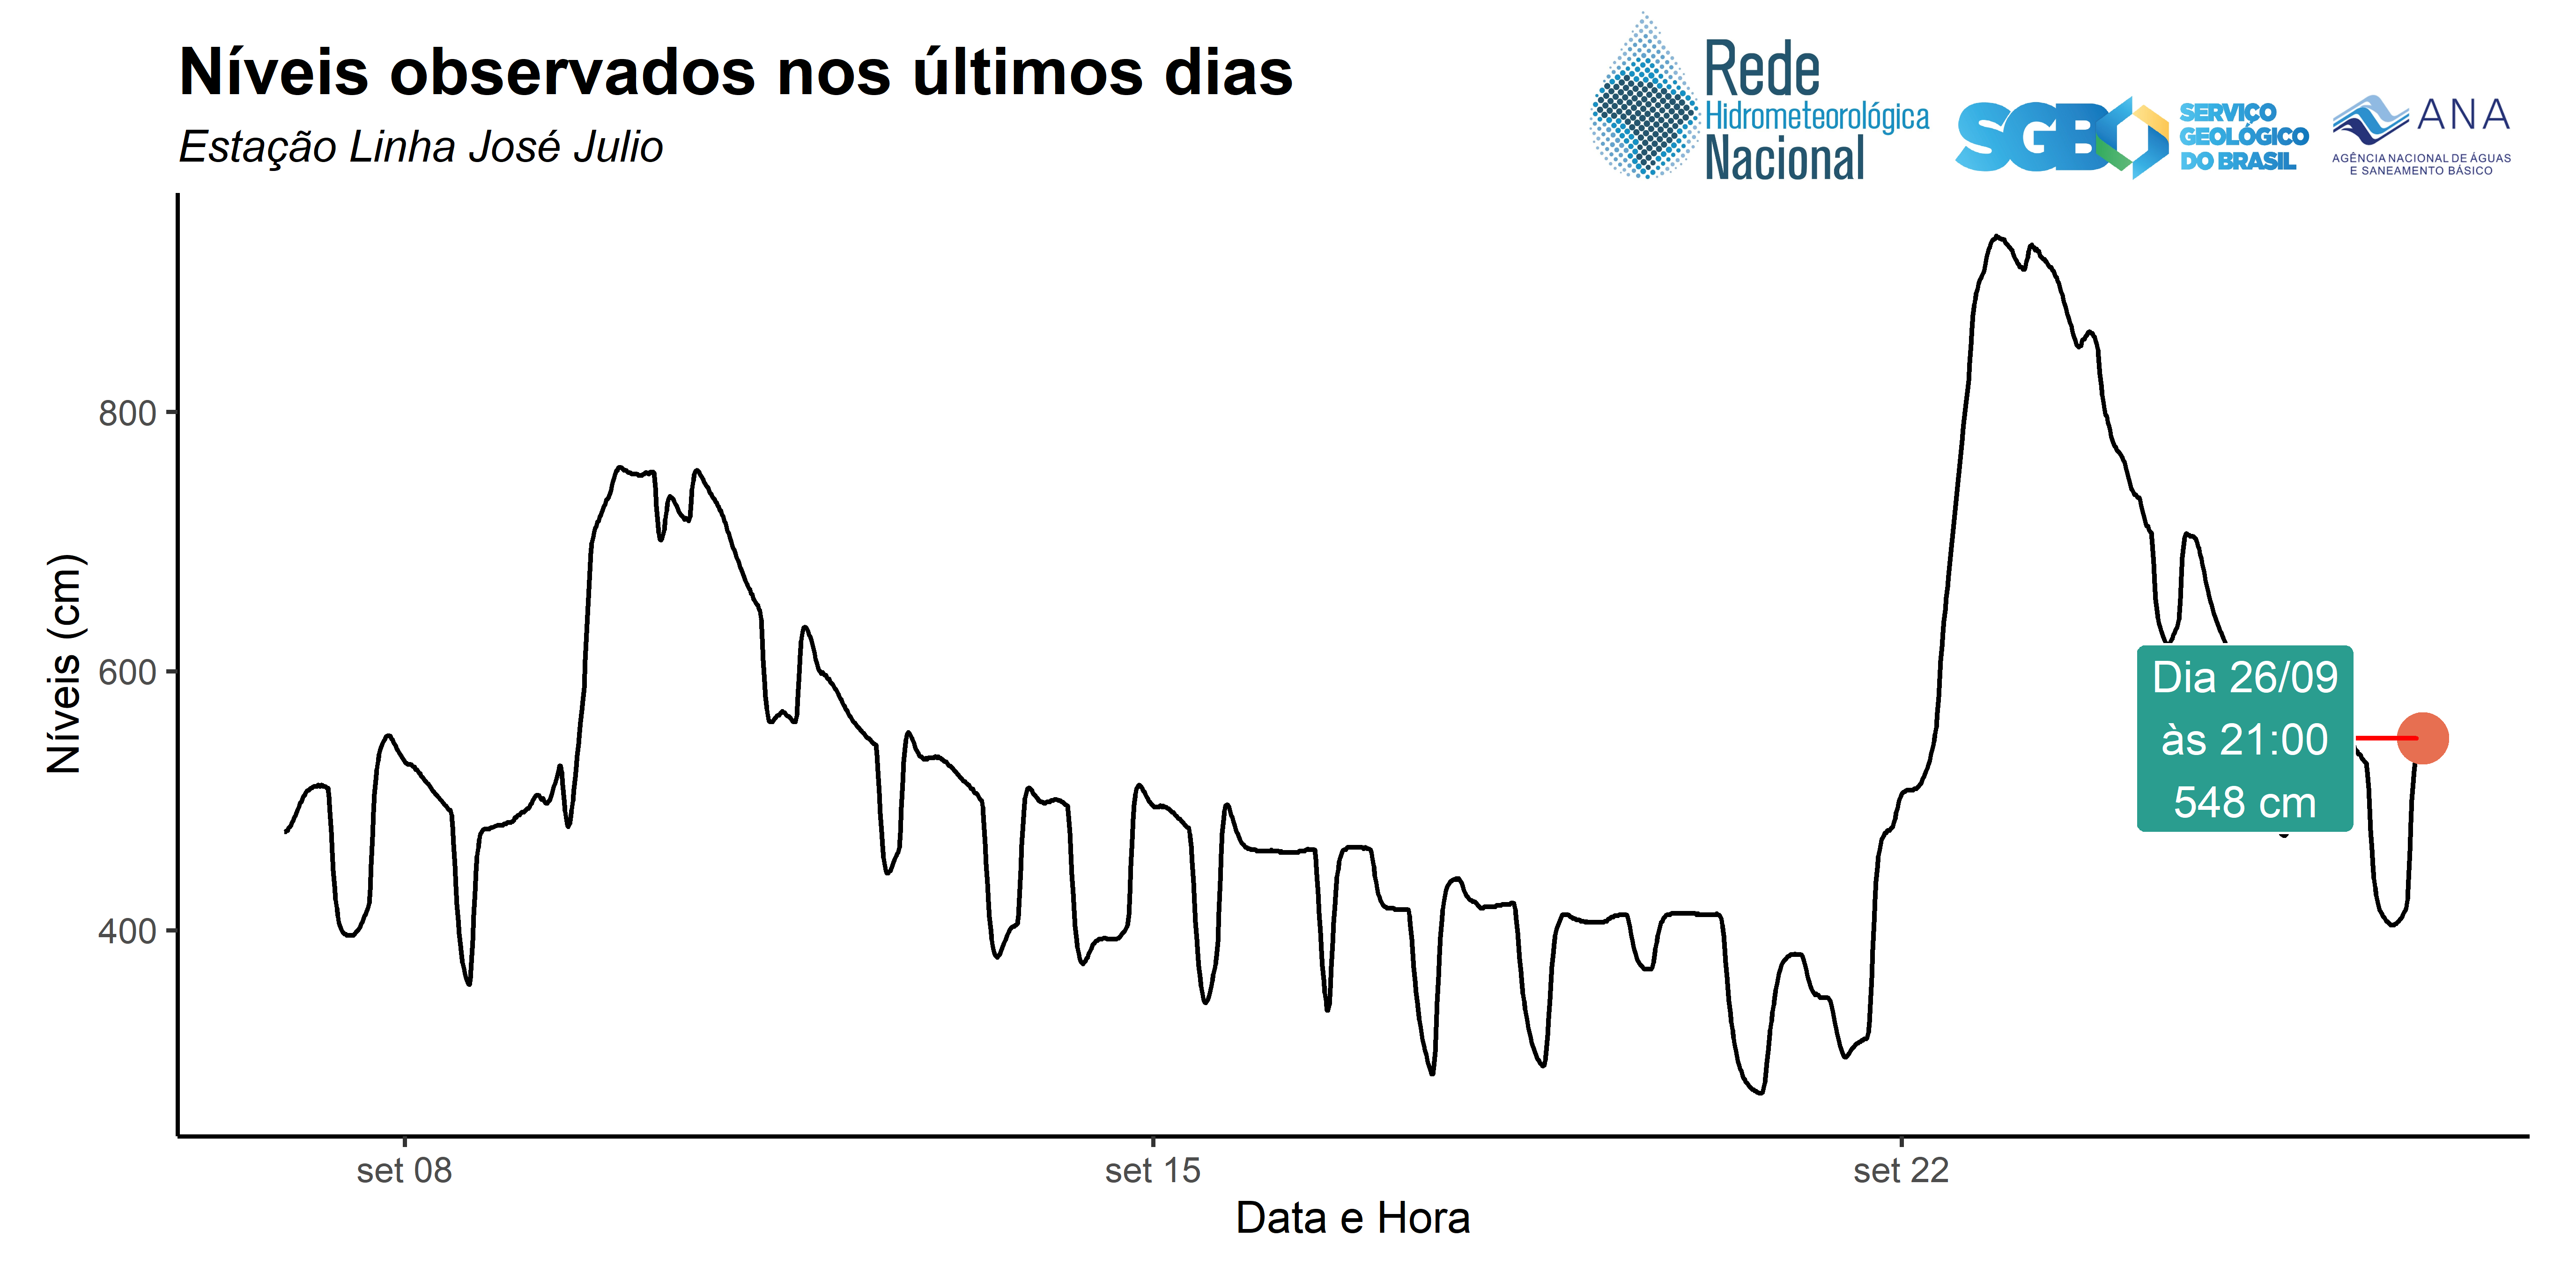 Níveis observados nos últimos dias
Estação Linha José Julio
Rede
Hidrometeorológica
Nacional
SGB
SERVIÇO
GEOLÓGICO
DO BRASIL
ANA
AGÊNCIA NACIONAL DE ÁGUAS
E SANEAMENTO BÁSICO
Níveis (cm)
800
600
400
Dia 26/09
às 21:00
548 cm
set 08
set 15
set 22
Data e Hora